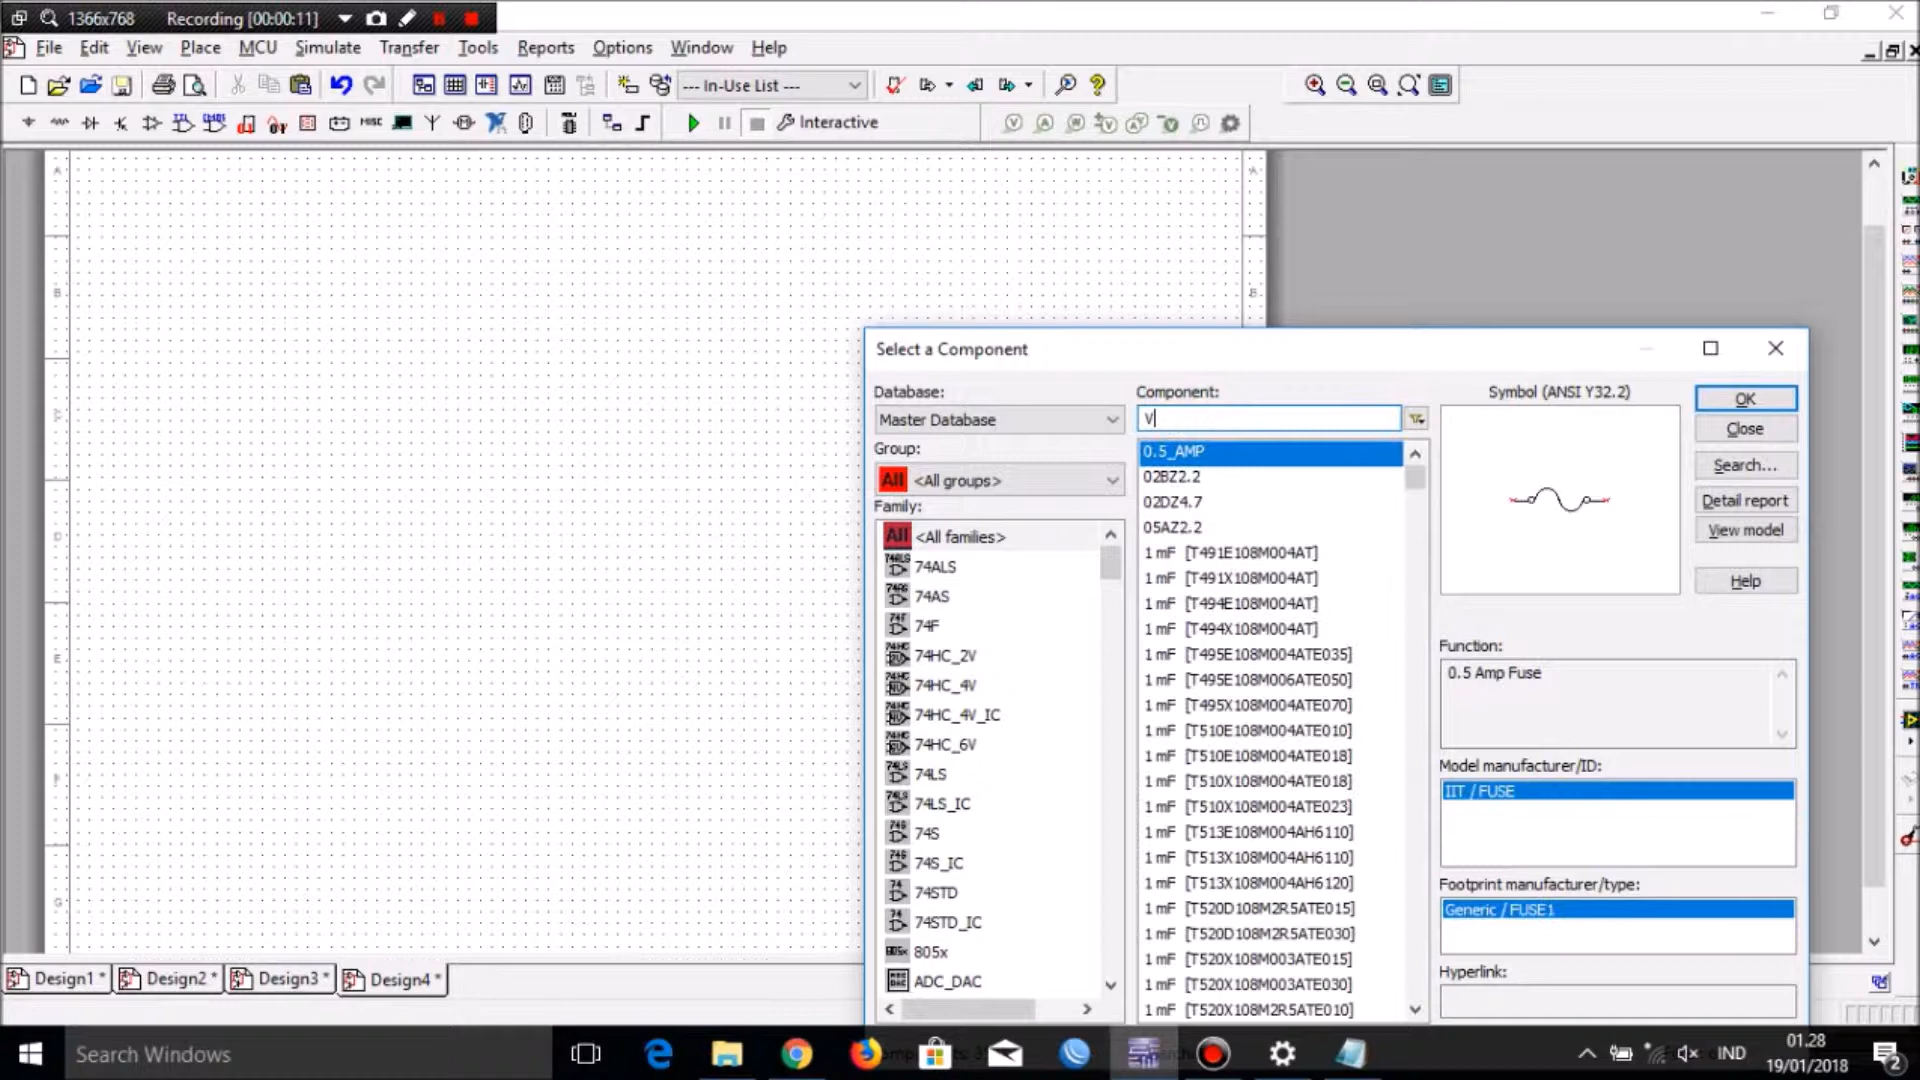 1366x768 Recording [00:00:11]
File Edit View Place MCU Simulate Transfer Tools Reports Options Window Help
--- In-Use List ---
Interactive
A A
B B
C
D
E
F
G
Select a Component
Database:
Master Database
Group:
All <All groups>
Family:
All <All families>
74ALS
74AS
74F
74HC_2V
74HC_4V
74HC_4V_IC
74HC_6V
74LS
74LS_IC
74S
74S_IC
74STD
74STD_IC
805x
ADC_DAC
Component:
V
0.5_AMP
02BZ2.2
02DZ4.7
05AZ2.2
1 mF [T491E108M004AT]
1 mF [T491X108M004AT]
1 mF [T494E108M004AT]
1 mF [T494X108M004AT]
1 mF [T495E108M004ATE035]
1 mF [T495E108M006ATE050]
1 mF [T495X108M004ATE070]
1 mF [T510E108M004ATE010]
1 mF [T510E108M004ATE018]
1 mF [T510X108M004ATE018]
1 mF [T510X108M004ATE023]
1 mF [T513E108M004AH6110]
1 mF [T513X108M004AH6110]
1 mF [T513X108M004AH6120]
1 mF [T520D108M2R5ATE015]
1 mF [T520D108M2R5ATE030]
1 mF [T520X108M003ATE015]
1 mF [T520X108M003ATE030]
1 mF [T520X108M2R5ATE010]
Symbol (ANSI Y32.2)
OK
Close
Search...
Detail report
View model
Help
Function:
0.5 Amp Fuse
Model manufacturer/ID:
IIT / FUSE
Footprint manufacturer/type:
Generic / FUSE1
Hyperlink:
Design1 * Design2 * Design3 * Design4 *
Search Windows
IND
01.28
19/01/2018
2